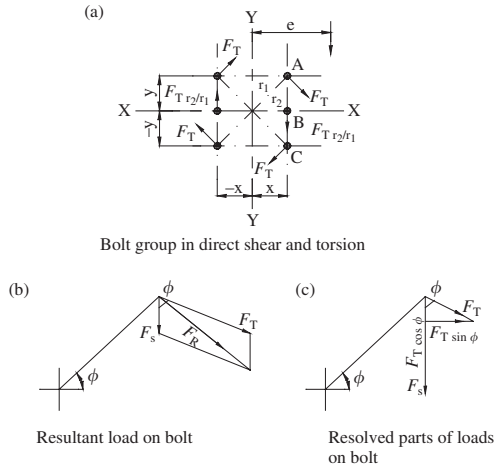 (a)
Y
e
F_T
A
F_T
r_1
r_2
y
F_T r_2/r_1
X
X
B
–y
F_T
F_T r_2/r_1
C
F_T
–x
x
Y
Bolt group in direct shear and torsion
(b)
ϕ
F_s
F_R
F_T
ϕ
Resultant load on bolt
(c)
ϕ
F_T
F_T sin ϕ
F_T cos ϕ
F_s
ϕ
Resolved parts of loads
on bolt